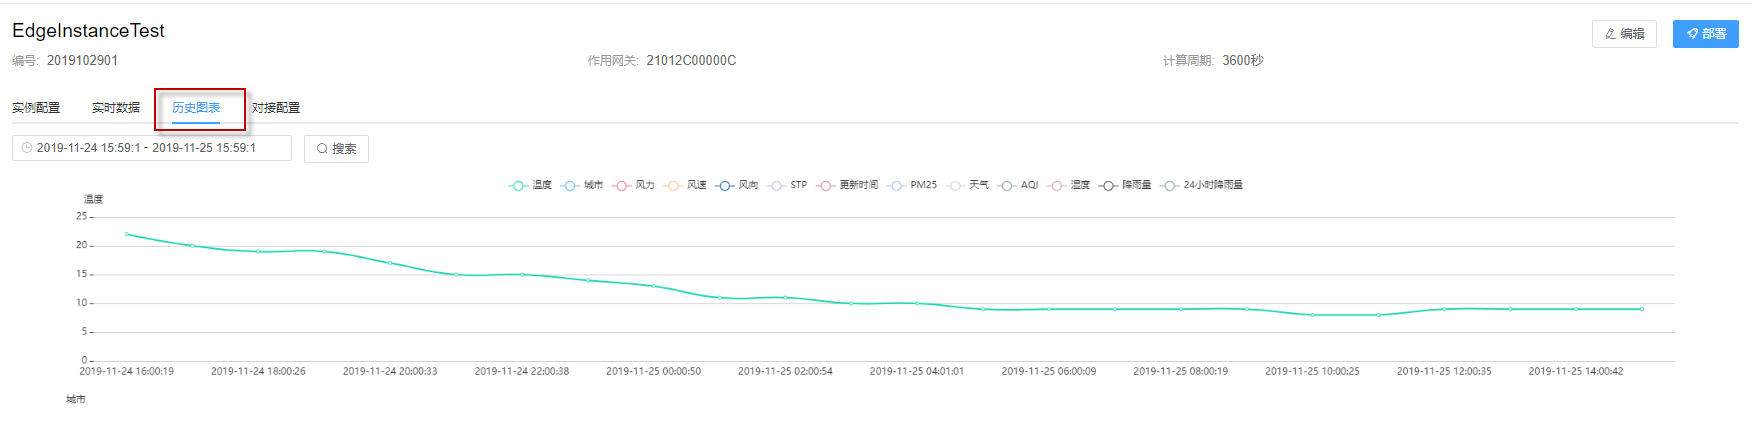 EdgeInstanceTest
编辑
部署
编号: 2019102901
作用网关: 21012C00000C
计算周期: 3600秒
实例配置 实时数据 历史图表 对接配置
2019-11-24 15:59:1 - 2019-11-25 15:59:1 搜索
温度 城市 风力 风速 风向 STP 更新时间 PM25 天气 AQI 湿度 降雨量 24小时降雨量
温度
25
20
15
10
5
0
2019-11-24 16:00:19 2019-11-24 18:00:26 2019-11-24 20:00:33 2019-11-24 22:00:38 2019-11-25 00:00:50 2019-11-25 02:00:54 2019-11-25 04:01:01 2019-11-25 06:00:09 2019-11-25 08:00:19 2019-11-25 10:00:25 2019-11-25 12:00:35 2019-11-25 14:00:42
城市